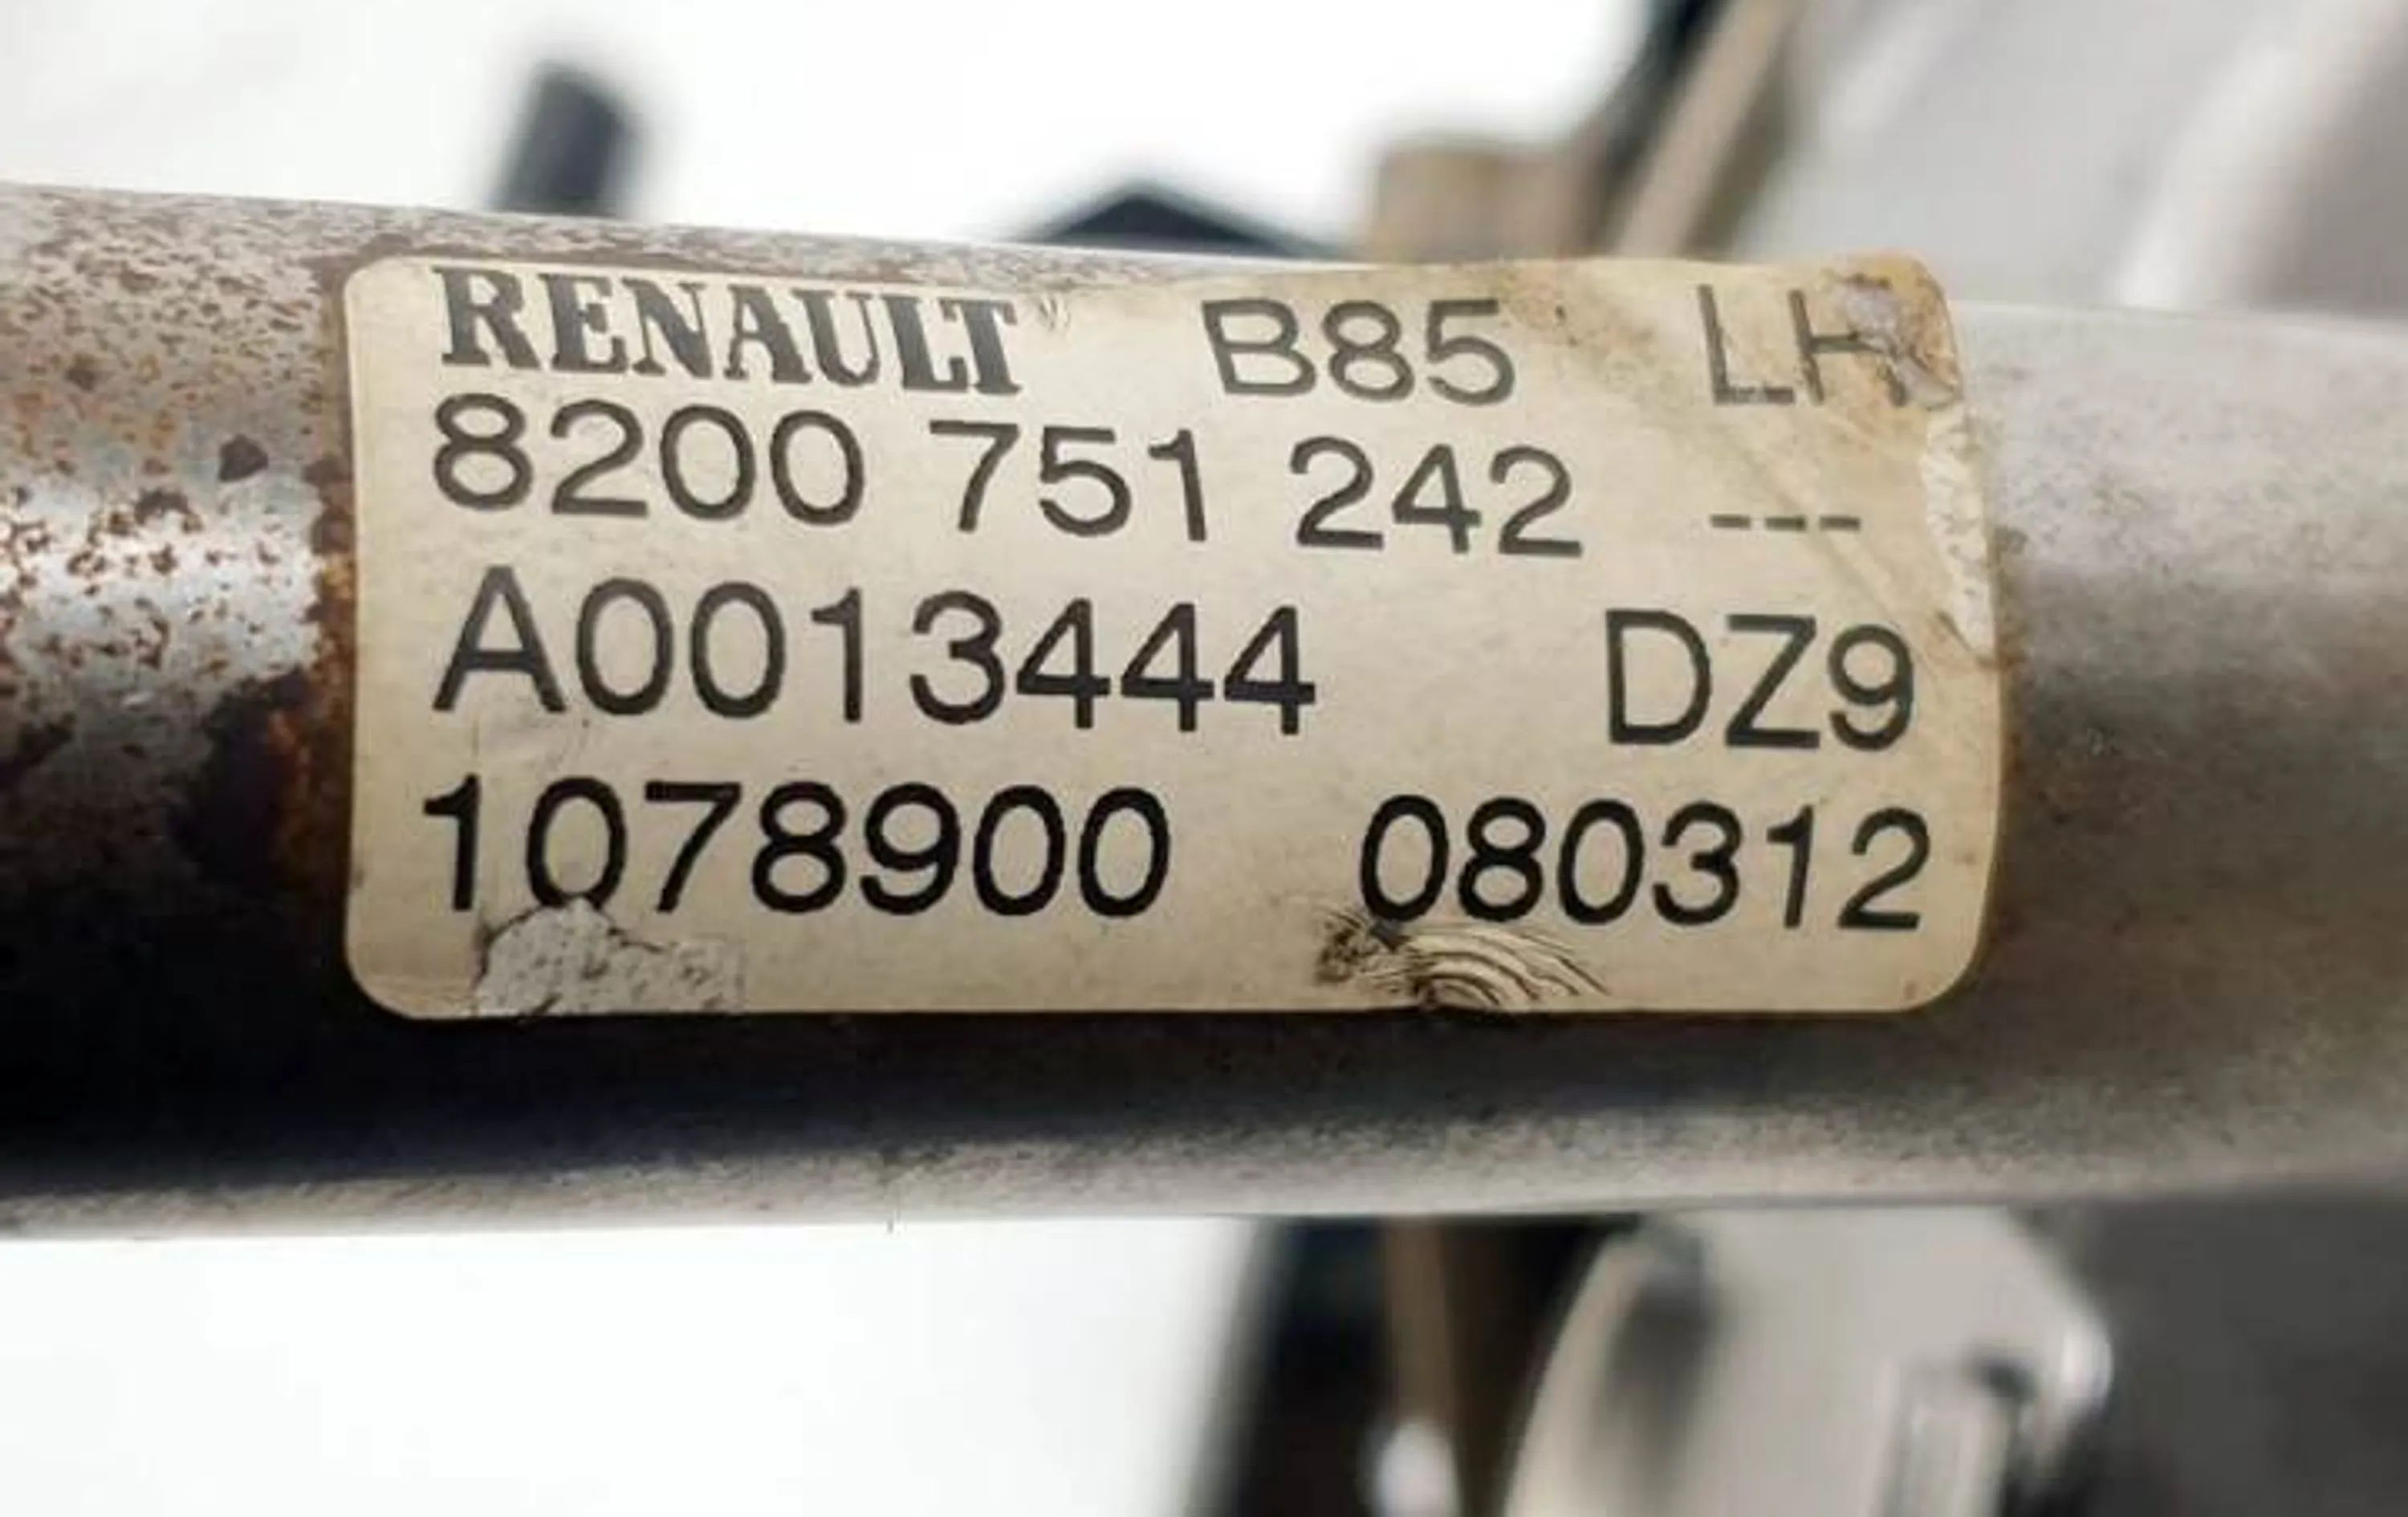 RENAULT B85 LH
8200 751 242 ---
A0013444 DZ9
1078900 080312